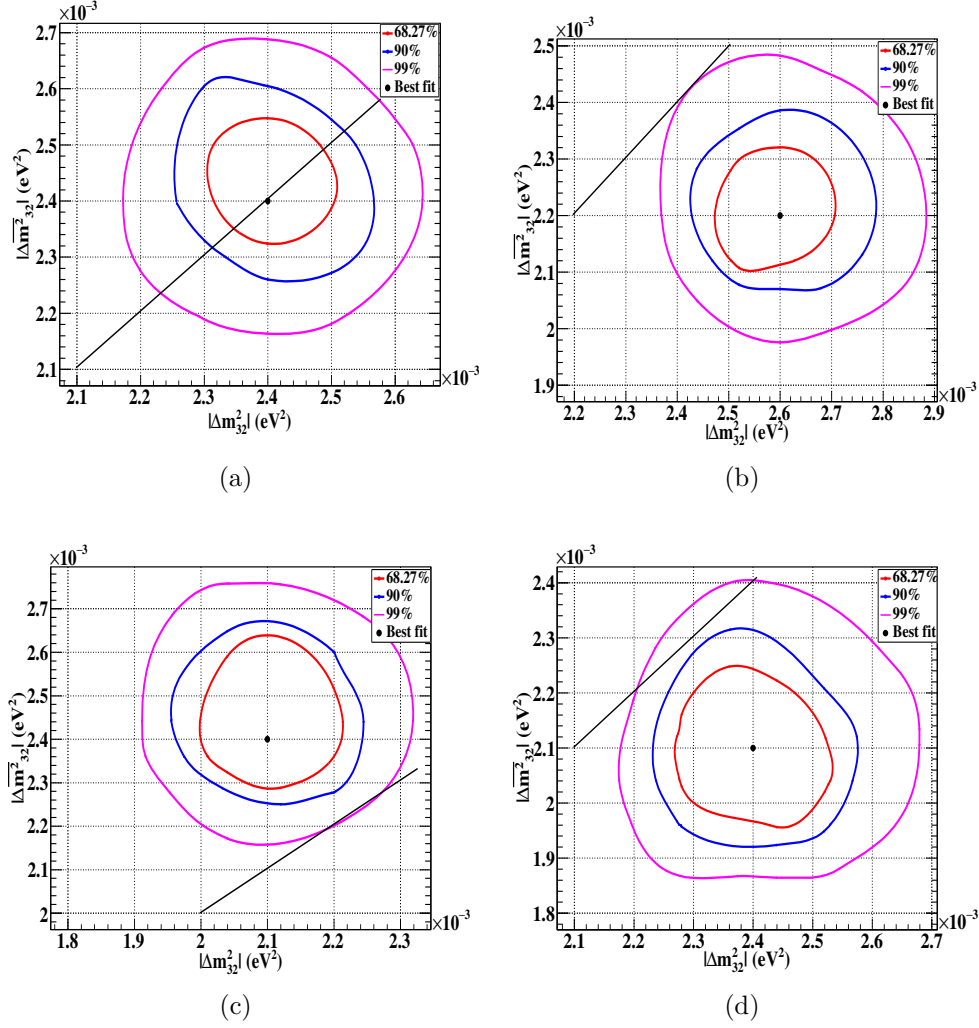 ×10⁻³
2.7
2.6
2.5
2.4
2.3
2.2
2.1
|Δm̅²₃₂| (eV²)
68.27%
90%
99%
Best fit
2.1 2.2 2.3 2.4 2.5 2.6
×10⁻³
|Δm²₃₂| (eV²)
(a)
×10⁻³
2.5
2.4
2.3
2.2
2.1
2
1.9
|Δm̅²₃₂| (eV²)
68.27%
90%
99%
Best fit
2.2 2.3 2.4 2.5 2.6 2.7 2.8 2.9
×10⁻³
|Δm²₃₂| (eV²)
(b)
×10⁻³
2.7
2.6
2.5
2.4
2.3
2.2
2.1
2
|Δm̅²₃₂| (eV²)
68.27%
90%
99%
Best fit
1.8 1.9 2 2.1 2.2 2.3
×10⁻³
|Δm²₃₂| (eV²)
(c)
×10⁻³
2.4
2.3
2.2
2.1
2
1.9
1.8
|Δm̅²₃₂| (eV²)
68.27%
90%
99%
Best fit
2.1 2.2 2.3 2.4 2.5 2.6 2.7
×10⁻³
|Δm²₃₂| (eV²)
(d)